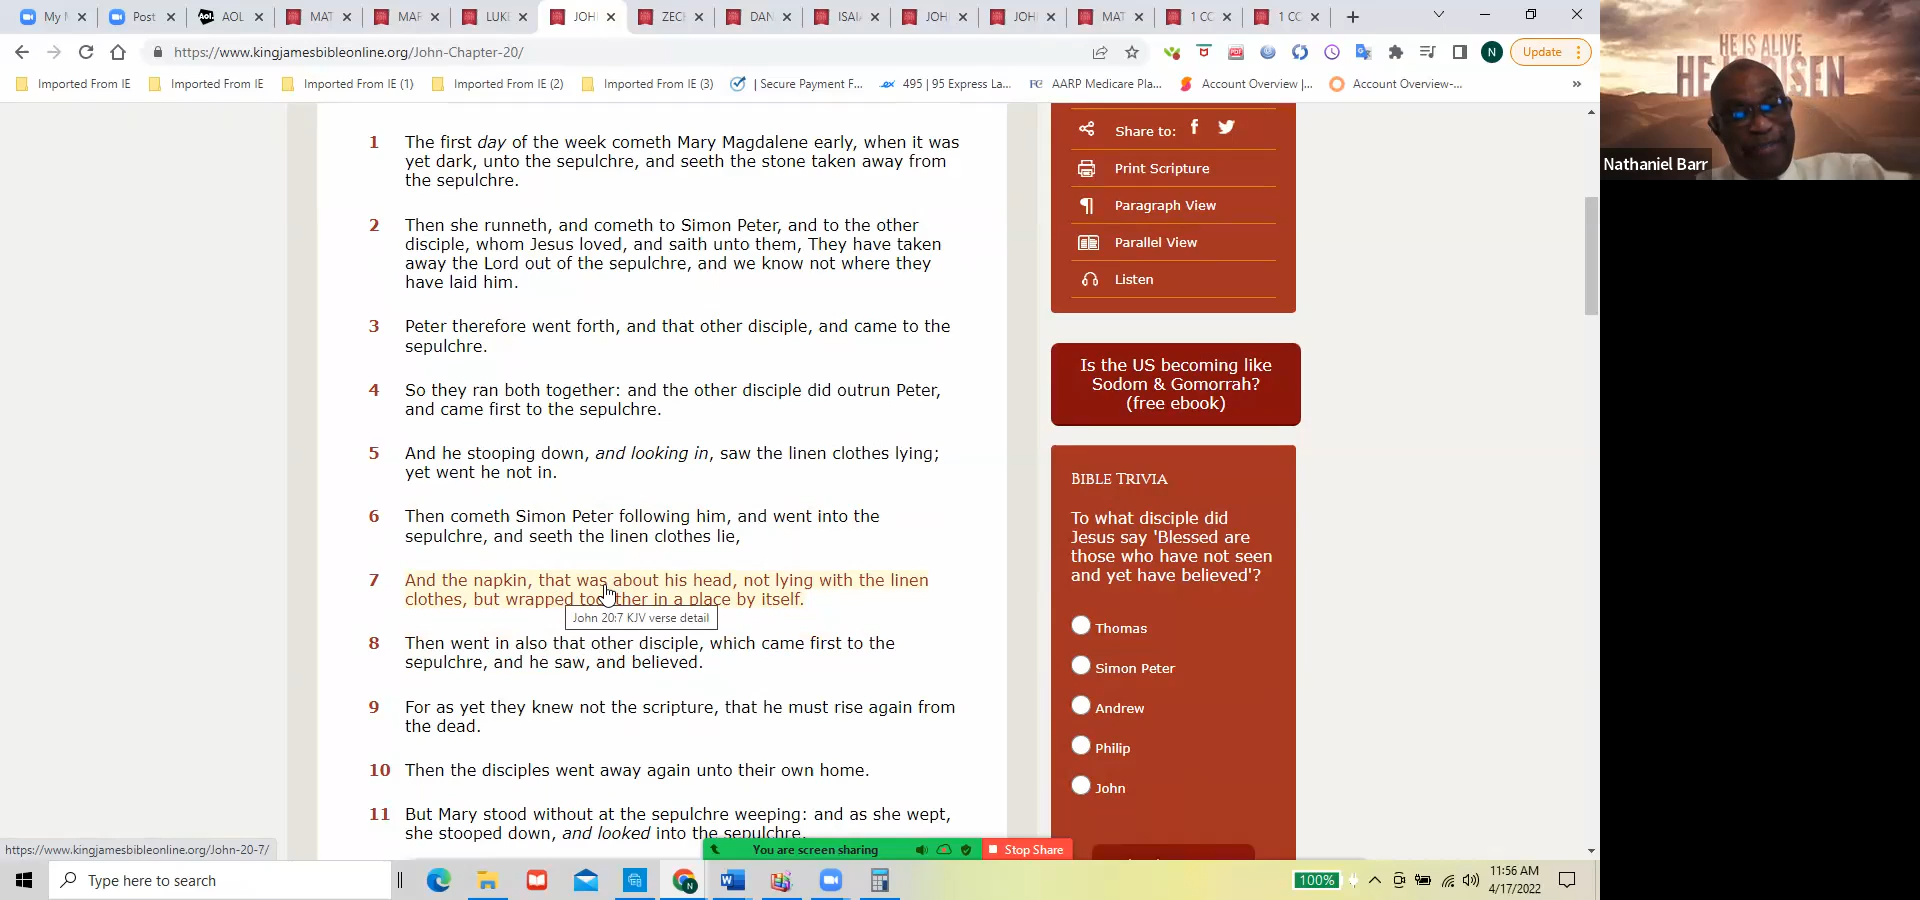 My M
Post
AOL
MAT
MAR
LUKE
JOH
ZECH
DAN
ISAIA
JOH
JOH
MAT
1 CO
1 CO
https://www.kingjamesbibleonline.org/John-Chapter-20/
N
Update
Imported From IE
Imported From IE
Imported From IE (1)
Imported From IE (2)
Imported From IE (3)
| Secure Payment F...
495 | 95 Express La...
AARP Medicare Pla...
Account Overview |...
Account Overview-...
»
1 The first day of the week cometh Mary Magdalene early, when it was
yet dark, unto the sepulchre, and seeth the stone taken away from
the sepulchre.
2 Then she runneth, and cometh to Simon Peter, and to the other
disciple, whom Jesus loved, and saith unto them, They have taken
away the Lord out of the sepulchre, and we know not where they
have laid him.
3 Peter therefore went forth, and that other disciple, and came to the
sepulchre.
4 So they ran both together: and the other disciple did outrun Peter,
and came first to the sepulchre.
5 And he stooping down, and looking in, saw the linen clothes lying;
yet went he not in.
6 Then cometh Simon Peter following him, and went into the
sepulchre, and seeth the linen clothes lie,
7 And the napkin, that was about his head, not lying with the linen
clothes, but wrapped together in a place by itself.
John 20:7 KJV verse detail
8 Then went in also that other disciple, which came first to the
sepulchre, and he saw, and believed.
9 For as yet they knew not the scripture, that he must rise again from
the dead.
10 Then the disciples went away again unto their own home.
11 But Mary stood without at the sepulchre weeping: and as she wept,
she stooped down, and looked into the sepulchre.
Share to:
Print Scripture
Paragraph View
Parallel View
Listen
Is the US becoming like
Sodom & Gomorrah?
(free ebook)
BIBLE TRIVIA
To what disciple did
Jesus say 'Blessed are
those who have not seen
and yet have believed'?
Thomas
Simon Peter
Andrew
Philip
John
HE IS ALIVE
Nathaniel Barr
https://www.kingjamesbibleonline.org/John-20-7/
You are screen sharing
Stop Share
Type here to search
100%
11:56 AM
4/17/2022